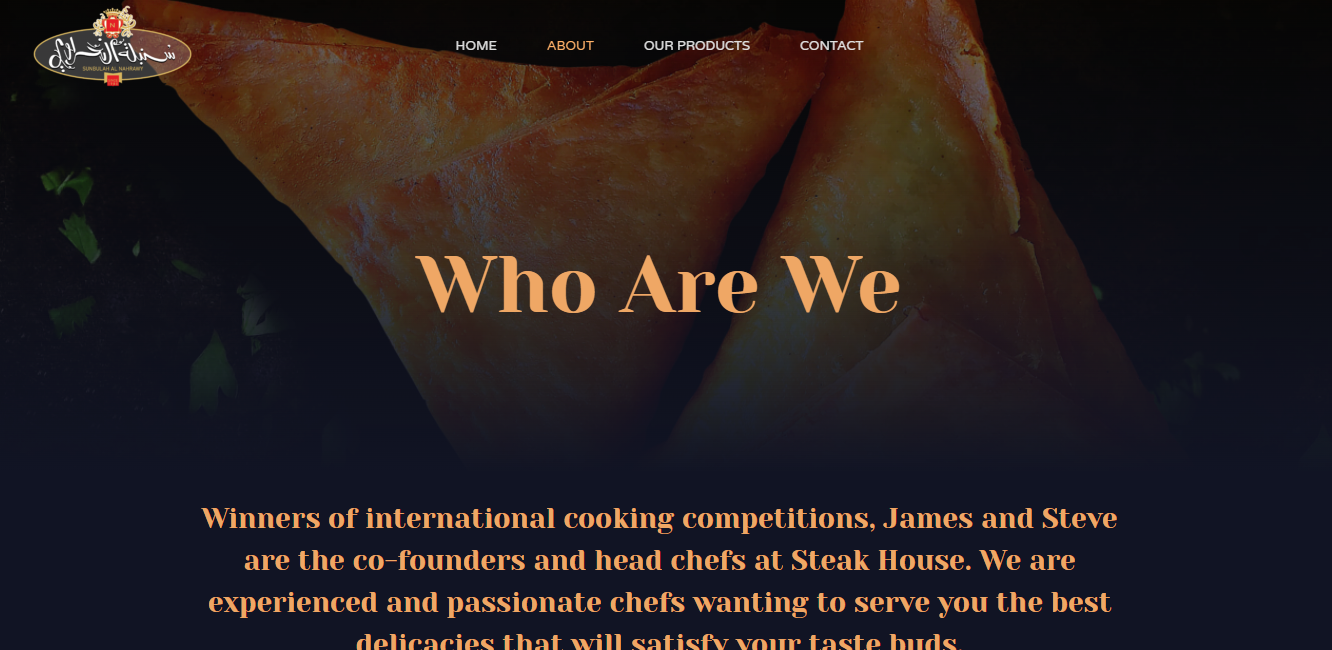 سنبلة النحراوي
SUNBULAH AL NAHRAWY
HOME
ABOUT
OUR PRODUCTS
CONTACT
Who Are We
Winners of international cooking competitions, James and Steve
are the co-founders and head chefs at Steak House. We are
experienced and passionate chefs wanting to serve you the best
delicacies that will satisfy your taste buds.